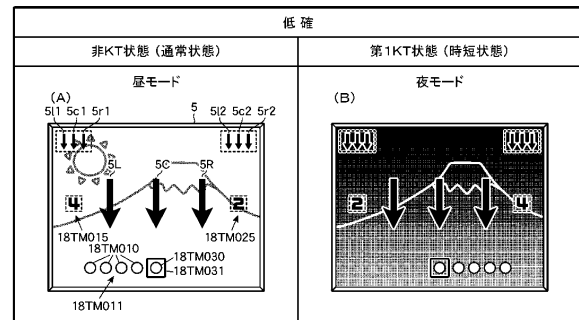 低確
非KT状態（通常状態）
第1KT状態（時短状態）
昼モード
夜モード
(A)
5l1 5c1 5r1
5
5l2 5c2 5r2
5L 5C 5R
4
2
18TM015
18TM025
18TM010
18TM030
18TM031
18TM011
(B)
2
4